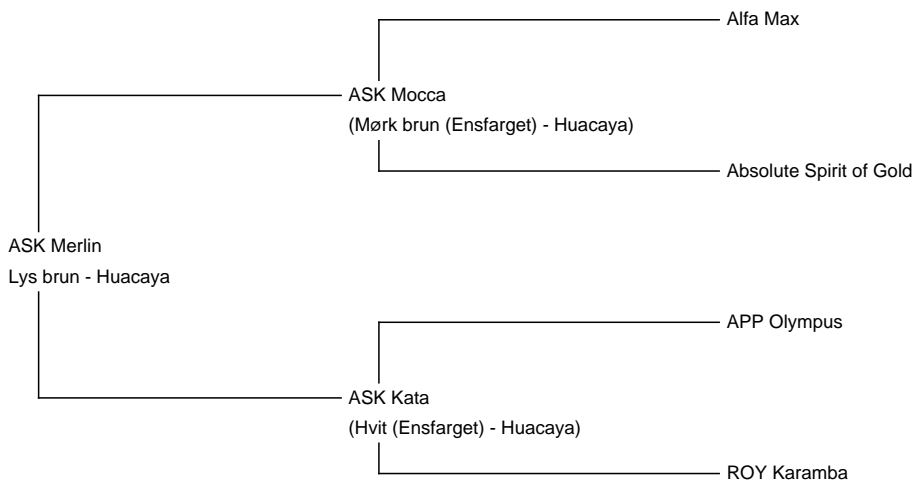 Alfa Max
ASK Mocca
(Mørk brun (Ensfarget) - Huacaya)
Absolute Spirit of Gold
ASK Merlin
Lys brun - Huacaya
APP Olympus
ASK Kata
(Hvit (Ensfarget) - Huacaya)
ROY Karamba